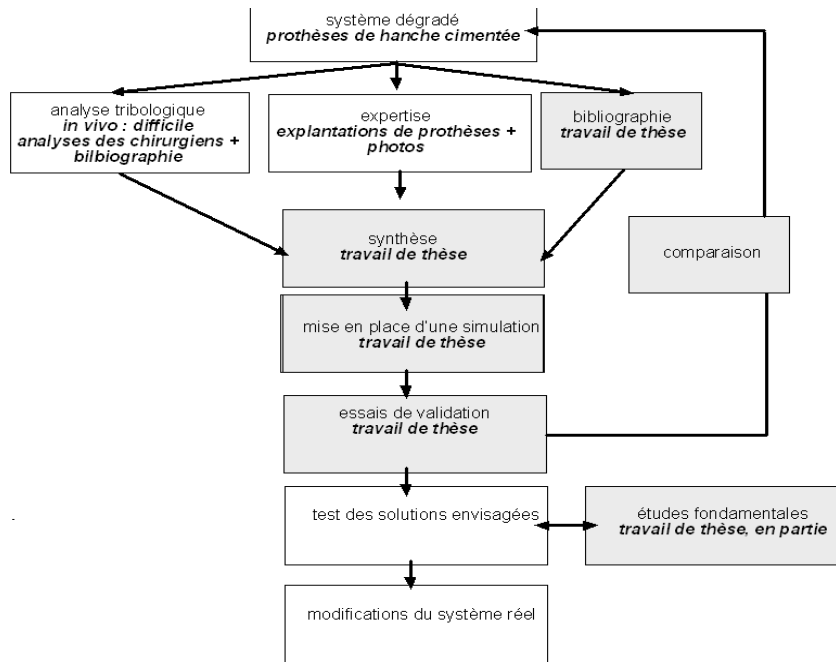 système dégradé
prothèses de hanche cimentée
analyse tribologique
in vivo : difficile
analyses des chirurgiens +
bilbiographie
expertise
explantations de prothèses +
photos
bibliographie
travail de thèse
synthèse
travail de thèse
comparaison
mise en place d'une simulation
travail de thèse
essais de validation
travail de thèse
test des solutions envisagées
études fondamentales
travail de thèse, en partie
modifications du système réel